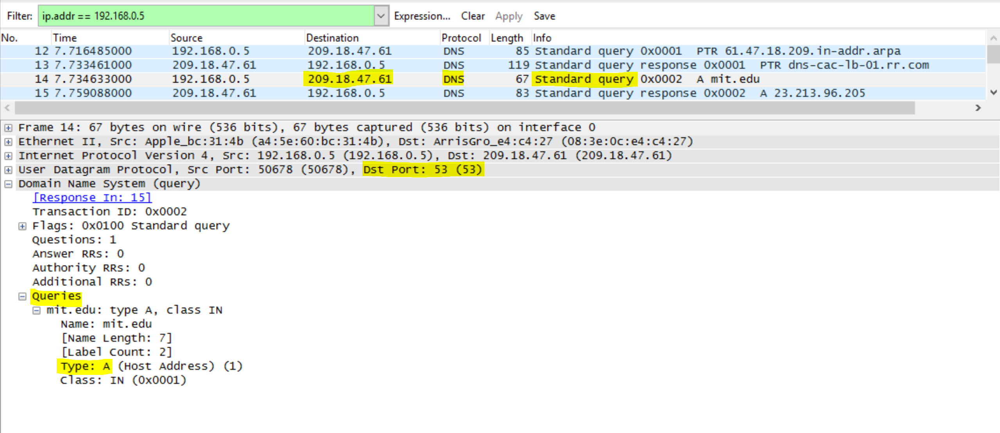 Filter: ip.addr == 192.168.0.5 Expression... Clear Apply Save
No. Time Source Destination Protocol Length Info
12 7.716485000 192.168.0.5 209.18.47.61 DNS 85 Standard query 0x0001 PTR 61.47.18.209.in-addr.arpa
13 7.733461000 209.18.47.61 192.168.0.5 DNS 119 Standard query response 0x0001 PTR dns-cac-lb-01.rr.com
14 7.734633000 192.168.0.5 209.18.47.61 DNS 67 Standard query 0x0002 A mit.edu
15 7.759088000 209.18.47.61 192.168.0.5 DNS 83 Standard query response 0x0002 A 23.213.96.205
Frame 14: 67 bytes on wire (536 bits), 67 bytes captured (536 bits) on interface 0
Ethernet II, Src: Apple_bc:31:4b (a4:5e:60:bc:31:4b), Dst: ArrisGro_e4:c4:27 (08:3e:0c:e4:c4:27)
Internet Protocol Version 4, Src: 192.168.0.5 (192.168.0.5), Dst: 209.18.47.61 (209.18.47.61)
User Datagram Protocol, Src Port: 50678 (50678), Dst Port: 53 (53)
Domain Name System (query)
[Response In: 15]
Transaction ID: 0x0002
Flags: 0x0100 Standard query
Questions: 1
Answer RRs: 0
Authority RRs: 0
Additional RRs: 0
Queries
mit.edu: type A, class IN
Name: mit.edu
[Name Length: 7]
[Label Count: 2]
Type: A (Host Address) (1)
Class: IN (0x0001)